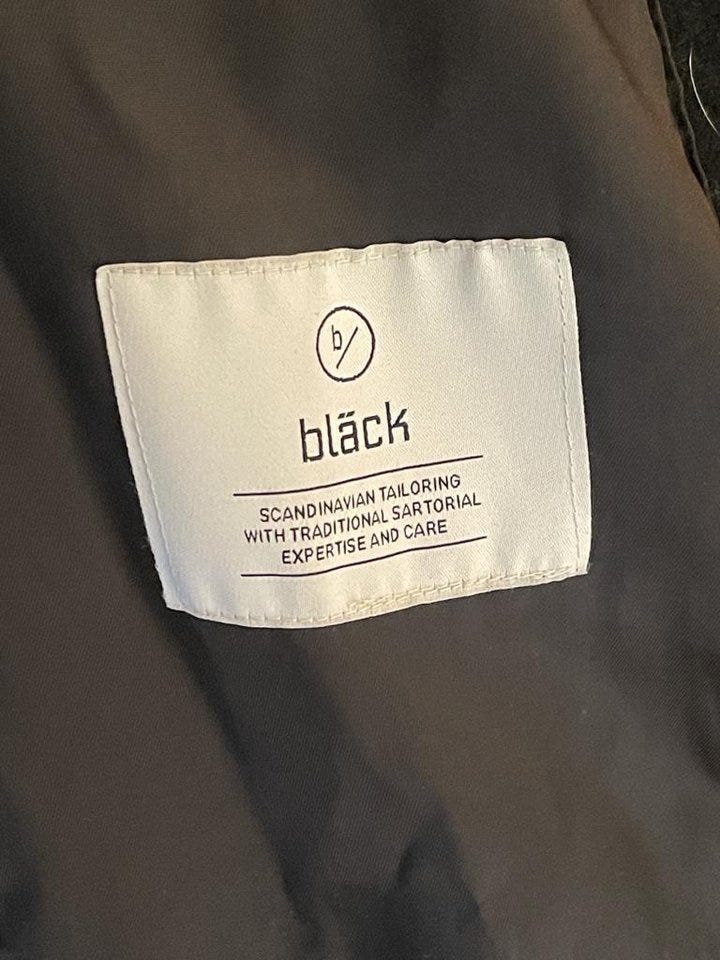 b/
bläck
SCANDINAVIAN TAILORING
WITH TRADITIONAL SARTORIAL
EXPERTISE AND CARE